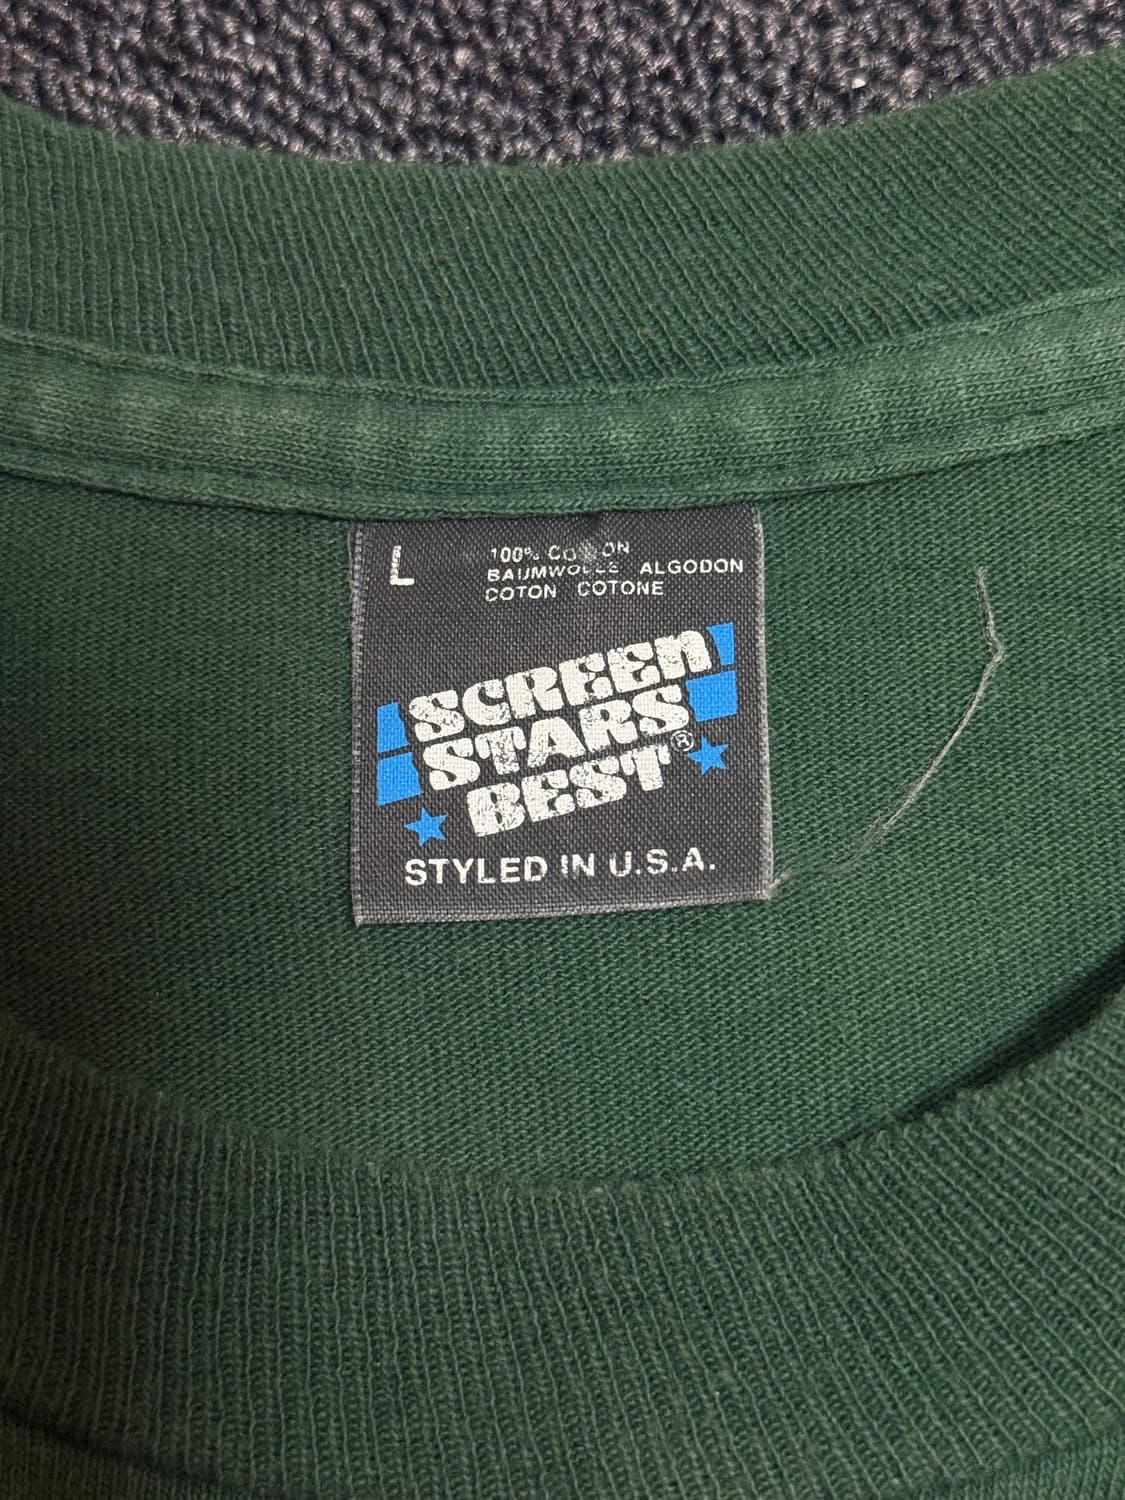 L
100% COTTON
BAUMWOLLE ALGODON
COTON COTONE
SCREEN
STARS
BEST®
STYLED IN U.S.A.